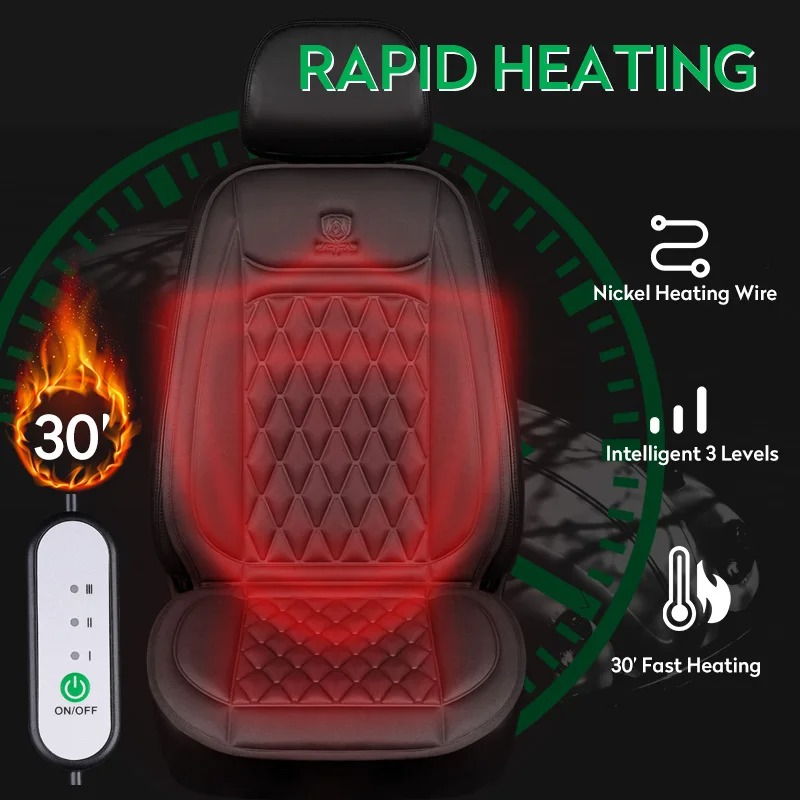 RAPID HEATING
Nickel Heating Wire
30'
Intelligent 3 Levels
III
II
I
30' Fast Heating
ON/OFF